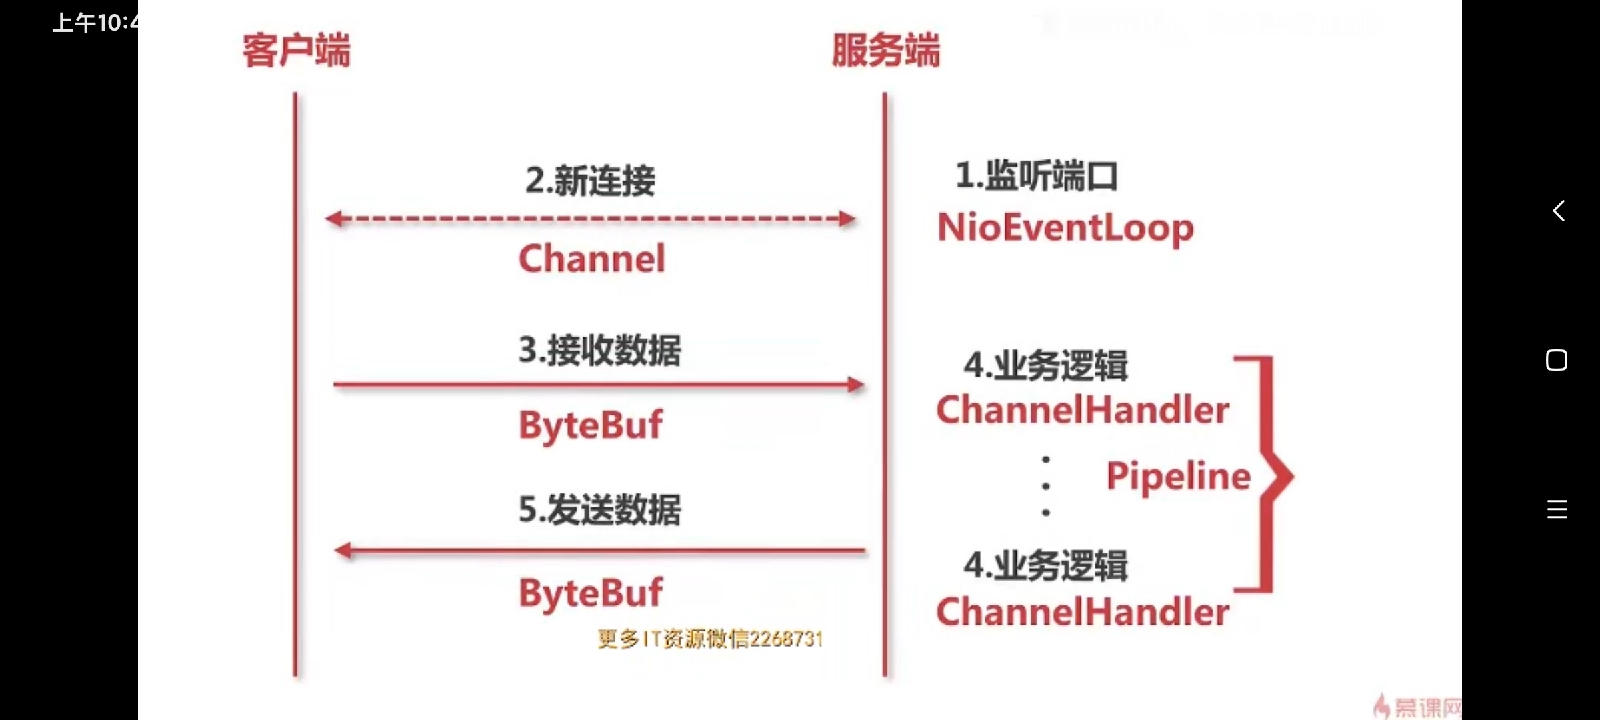 上午10:4
客户端
服务端
2.新连接
Channel
1.监听端口
NioEventLoop
3.接收数据
ByteBuf
4.业务逻辑
ChannelHandler
Pipeline
5.发送数据
ByteBuf
4.业务逻辑
ChannelHandler
更多IT资源微信2268731
慕课网